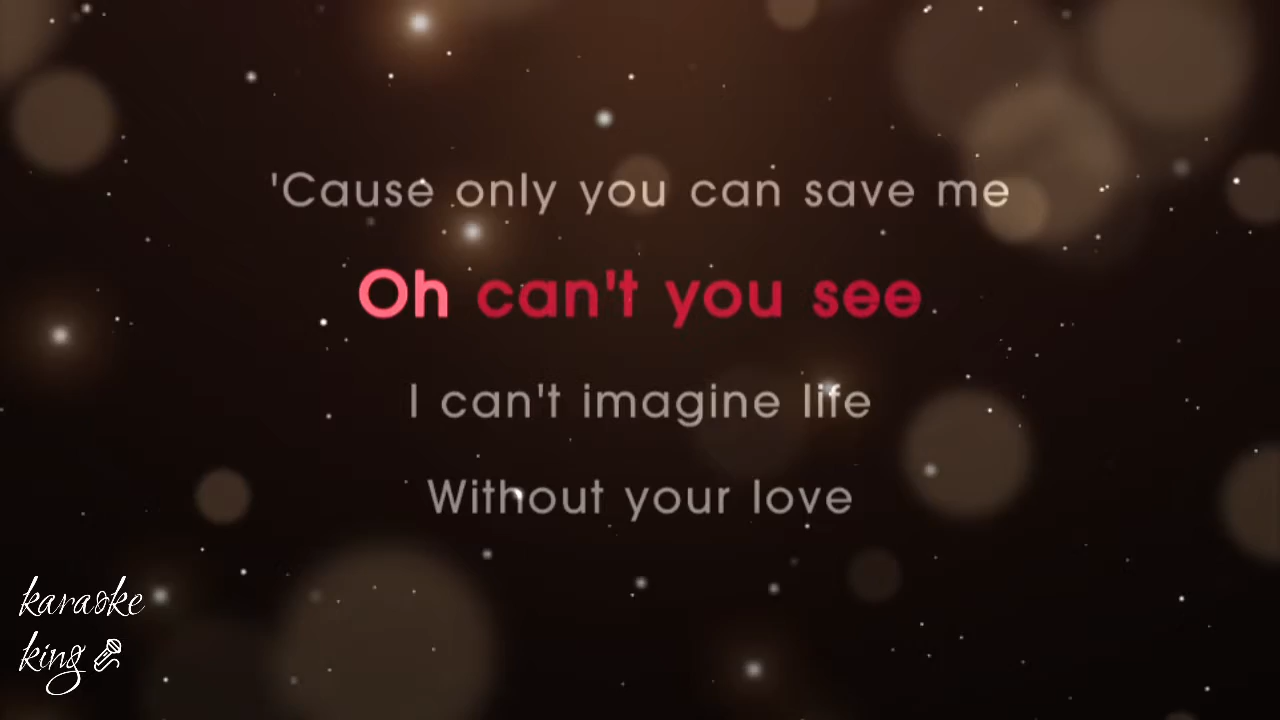 'Cause only you can save me
Oh can't you see
I can't imagine life
Without your love
karaoke
king